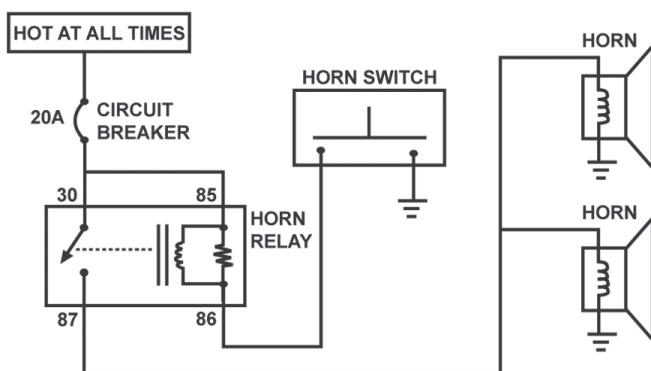 HOT AT ALL TIMES
20A
CIRCUIT
BREAKER
HORN SWITCH
HORN
30
85
HORN
RELAY
HORN
87
86